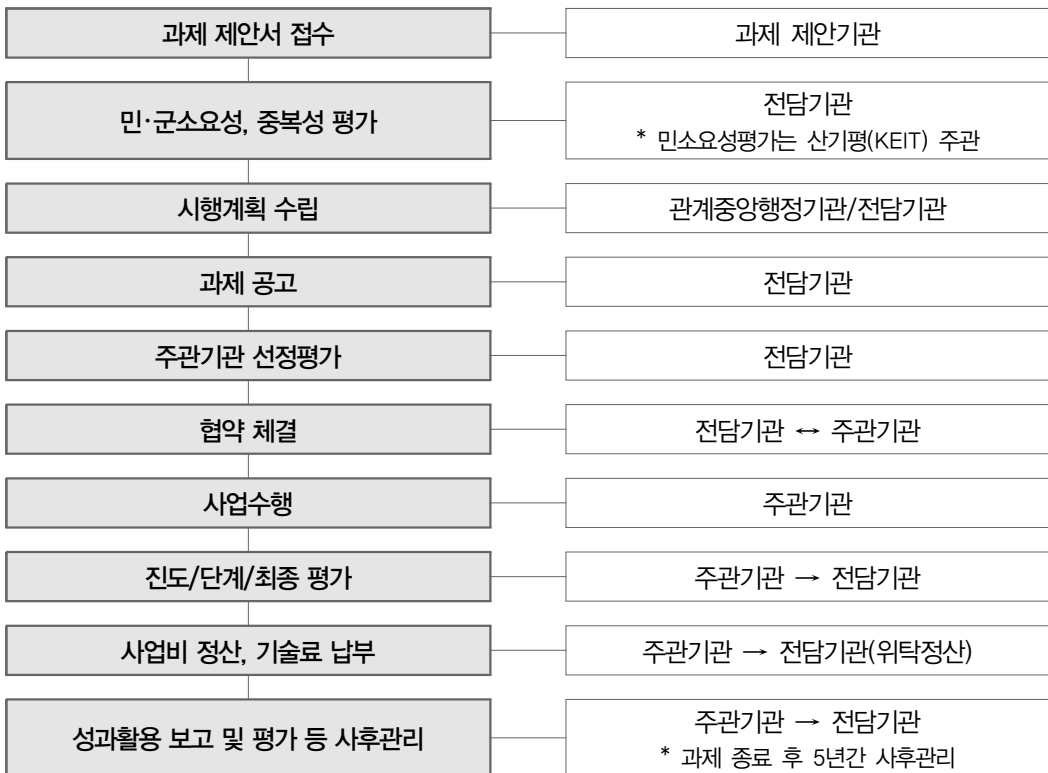 과제 제안서 접수
과제 제안기관
민·군소요성, 중복성 평가
전담기관
* 민소요성평가는 산기평(KEIT) 주관
시행계획 수립
관계중앙행정기관/전담기관
과제 공고
전담기관
주관기관 선정평가
전담기관
협약 체결
전담기관 ↔ 주관기관
사업수행
주관기관
진도/단계/최종 평가
주관기관 → 전담기관
사업비 정산, 기술료 납부
주관기관 → 전담기관(위탁정산)
성과활용 보고 및 평가 등 사후관리
주관기관 → 전담기관
* 과제 종료 후 5년간 사후관리